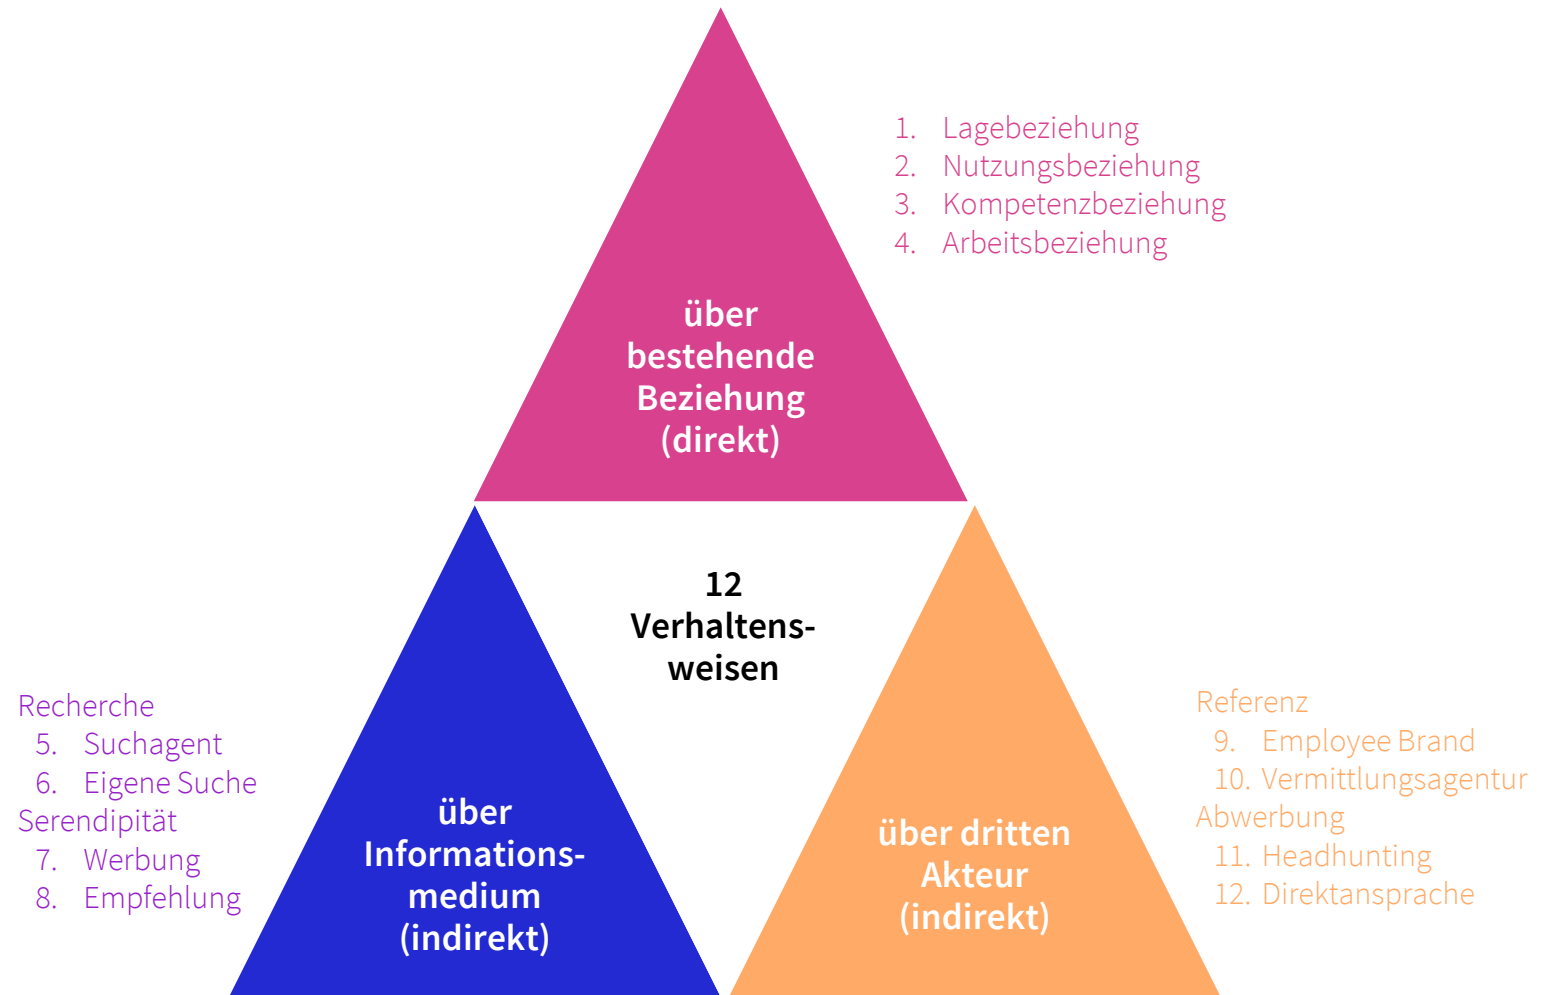 1. Lagebeziehung
2. Nutzungsbeziehung
3. Kompetenzbeziehung
4. Arbeitsbeziehung
über
bestehende
Beziehung
(direkt)
12
Verhaltens-
weisen
Recherche
5. Suchagent
6. Eigene Suche
Serendipität
7. Werbung
8. Empfehlung
über
Informations-
medium
(indirekt)
über dritten
Akteur
(indirekt)
Referenz
9. Employee Brand
10. Vermittlungsagentur
Abwerbung
11. Headhunting
12. Direktansprache